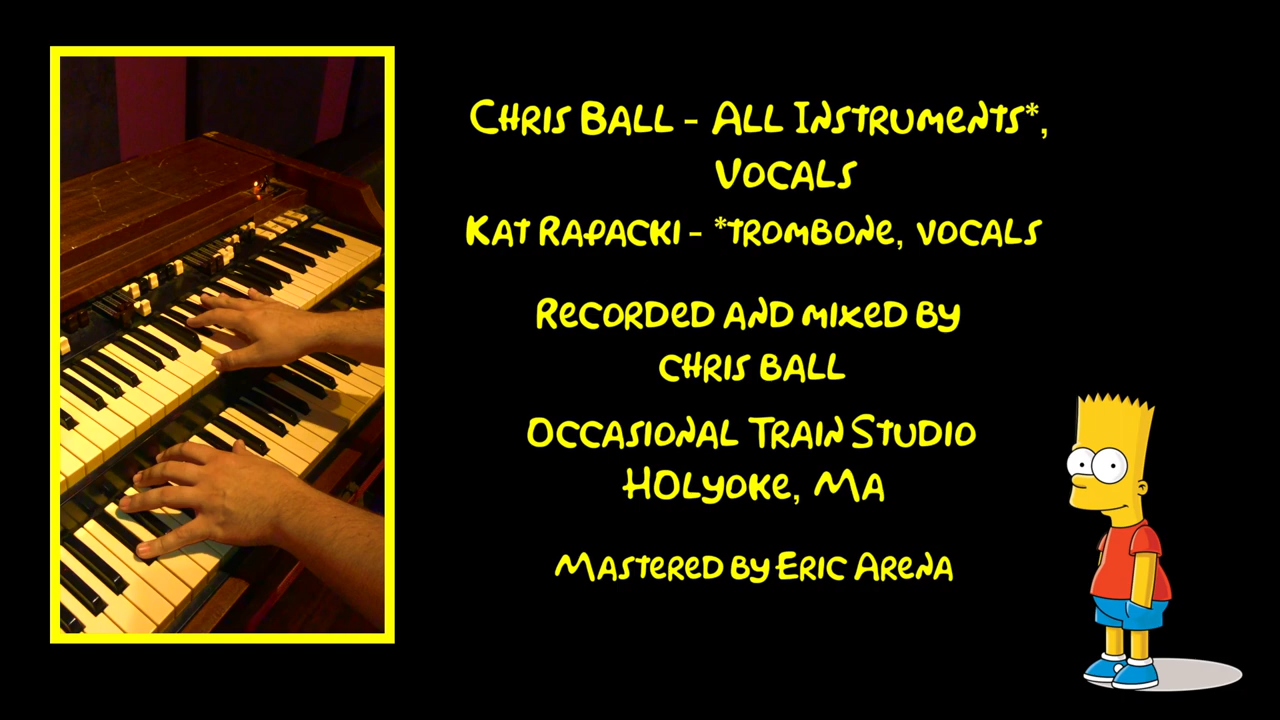 Chris Ball - All Instruments*,
Vocals
Kat Rapacki - *trombone, vocals
Recorded and mixed by
Chris Ball
Occasional Train Studio
Holyoke, MA
Mastered by Eric Arena